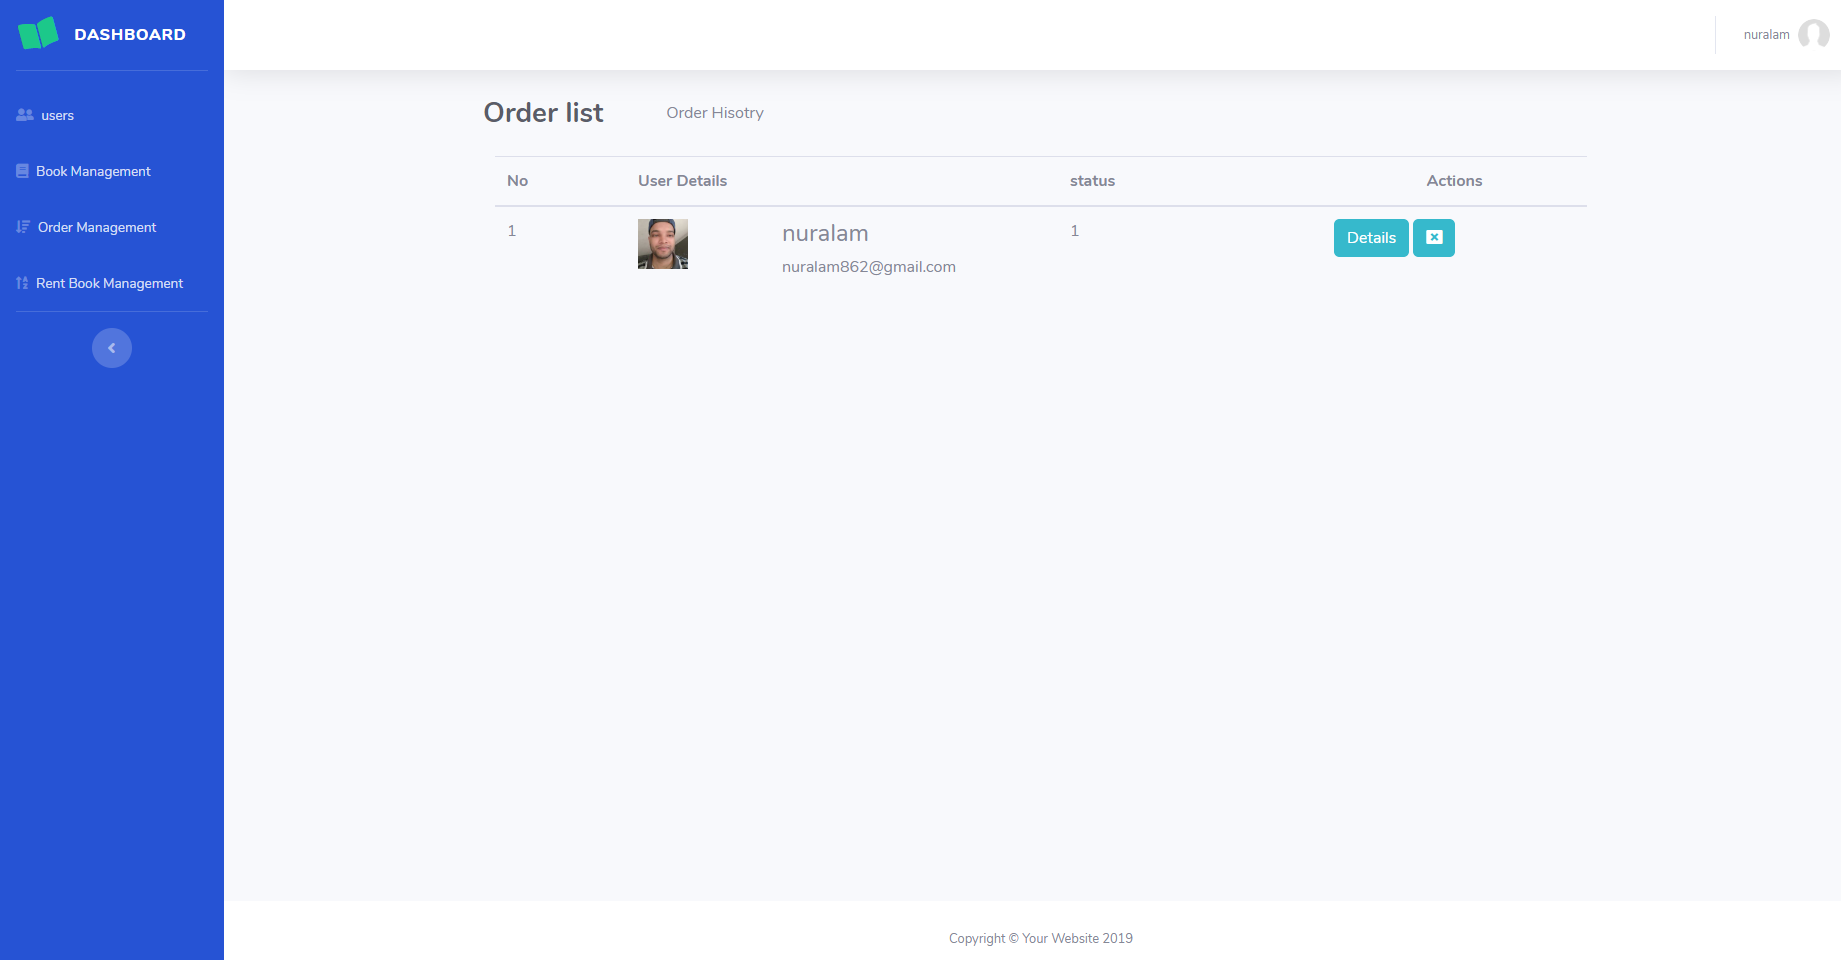 DASHBOARD
nuralam
users
Book Management
Order Management
Rent Book Management
Order list
Order Hisotry
No
User Details
status
Actions
1
nuralam
nuralam862@gmail.com
1
Details
Copyright © Your Website 2019